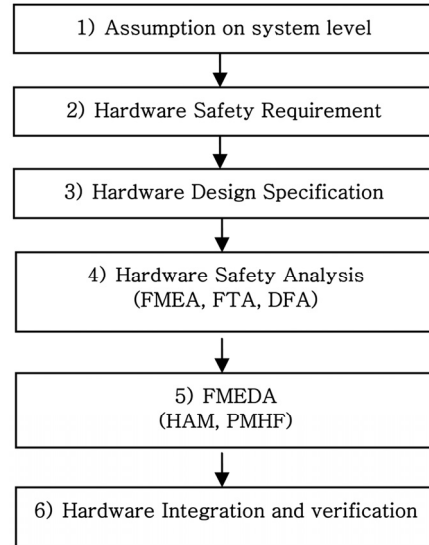 1) Assumption on system level
2) Hardware Safety Requirement
3) Hardware Design Specification
4) Hardware Safety Analysis
(FMEA, FTA, DFA)
5) FMEDA
(HAM, PMHF)
6) Hardware Integration and verification